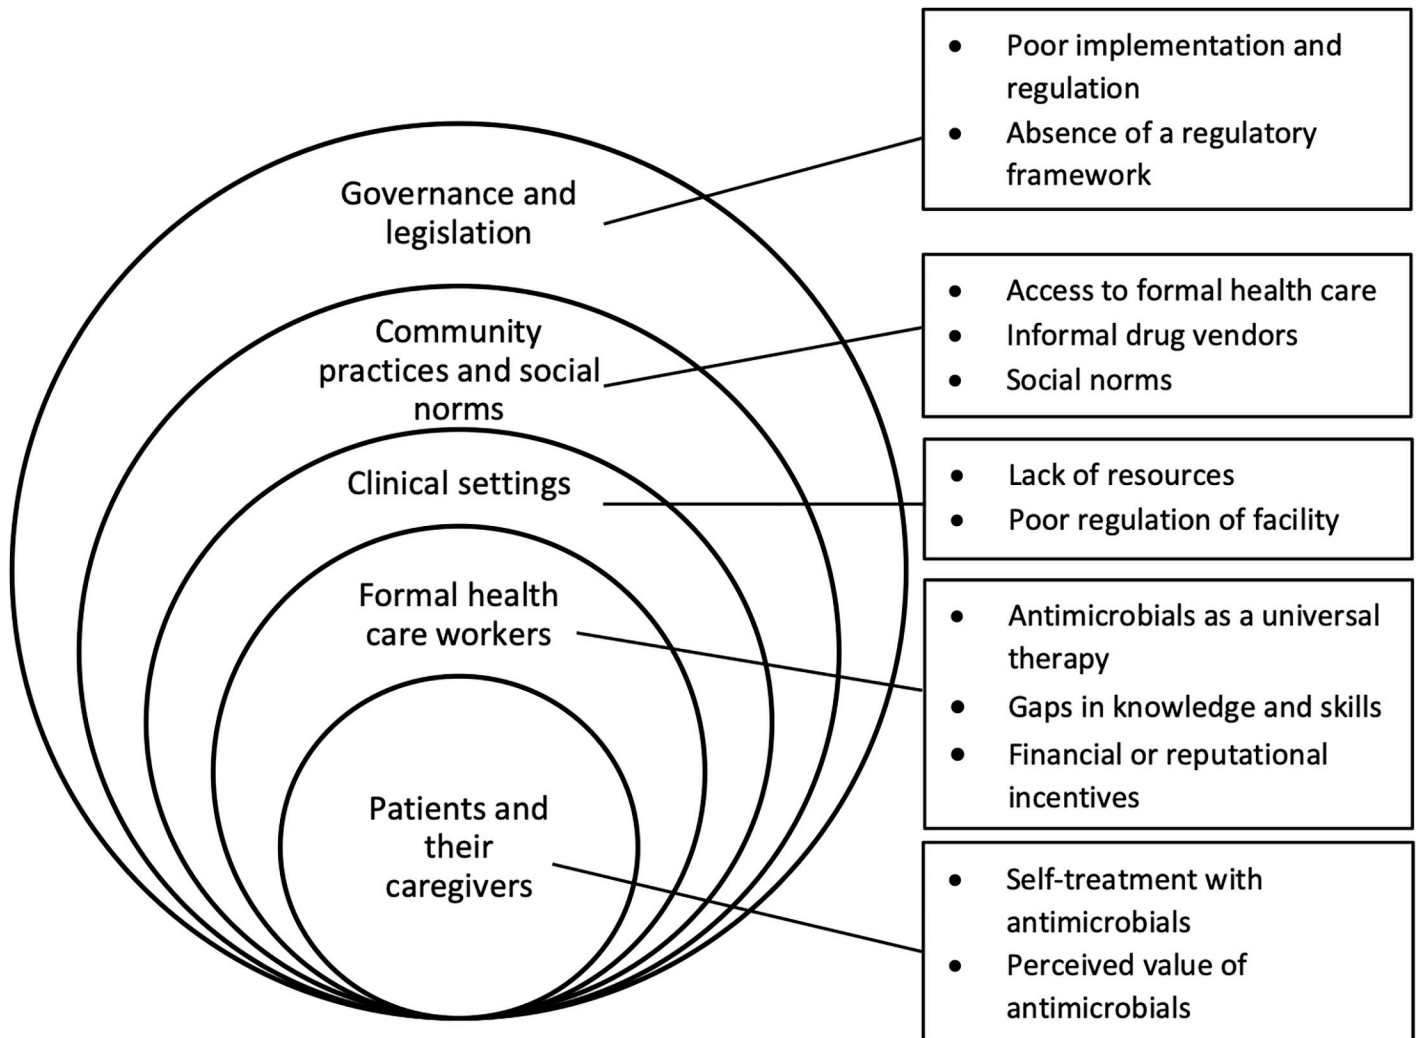 Governance and
legislation
Community
practices and social
norms
Clinical settings
Formal health
care workers
Patients and
their
caregivers
• Poor implementation and
regulation
• Absence of a regulatory
framework
• Access to formal health care
• Informal drug vendors
• Social norms
• Lack of resources
• Poor regulation of facility
• Antimicrobials as a universal
therapy
• Gaps in knowledge and skills
• Financial or reputational
incentives
• Self-treatment with
antimicrobials
• Perceived value of
antimicrobials